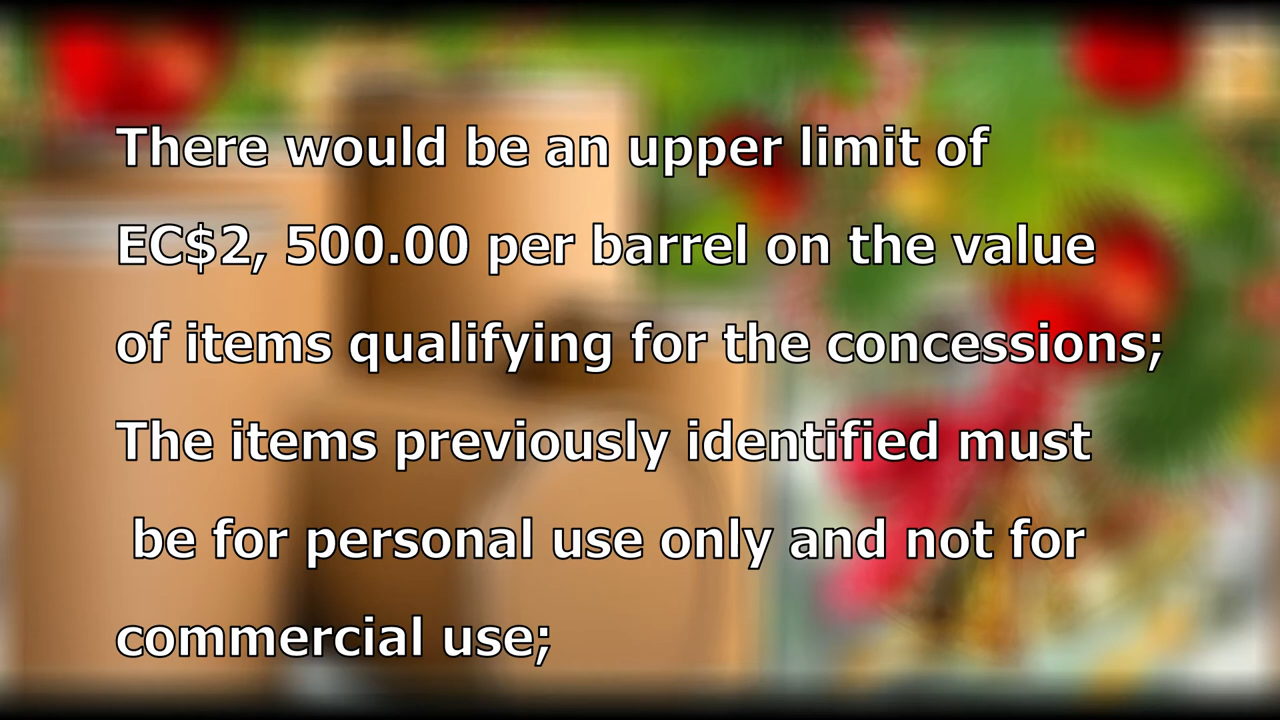 There would be an upper limit of
EC$2, 500.00 per barrel on the value
of items qualifying for the concessions;
The items previously identified must
be for personal use only and not for
commercial use;